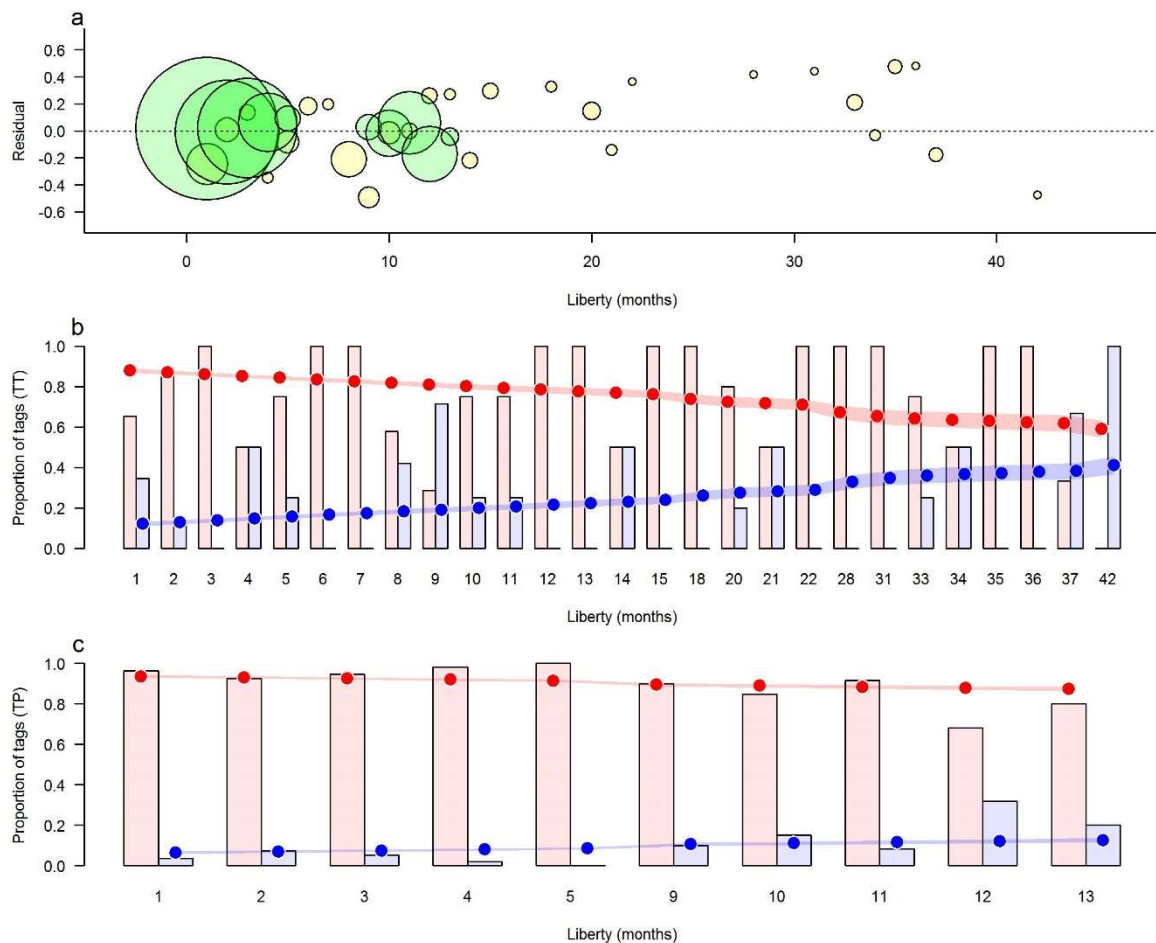 a
Residual
0.6
0.4
0.2
0.0
-0.2
-0.4
-0.6
0 10 20 30 40
Liberty (months)
b
Proportion of tags (TT)
1.0
0.8
0.6
0.4
0.2
0.0
1 2 3 4 5 6 7 8 9 10 11 12 13 14 15 18 20 21 22 28 31 33 34 35 36 37 42
Liberty (months)
c
Proportion of tags (TP)
1.0
0.8
0.6
0.4
0.2
0.0
1 2 3 4 5 9 10 11 12 13
Liberty (months)